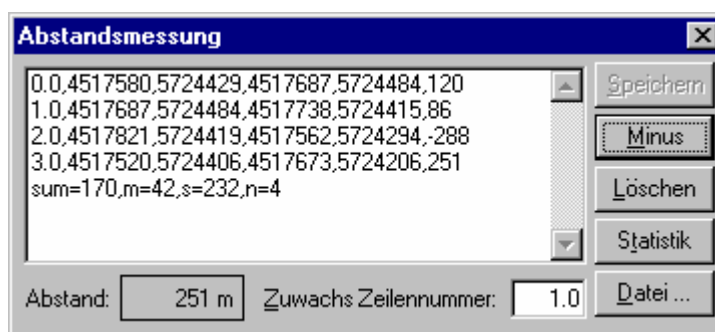 Abstandsmessung
0.0,4517580,5724429,4517687,5724484,120
1.0,4517687,5724484,4517738,5724415,86
2.0,4517821,5724419,4517562,5724294,-288
3.0,4517520,5724406,4517673,5724206,251
sum=170,m=42,s=232,n=4
Speichern
Minus
Löschen
Statistik
Abstand: 251 m Zuwachs Zeilennummer: 1.0
Datei ...